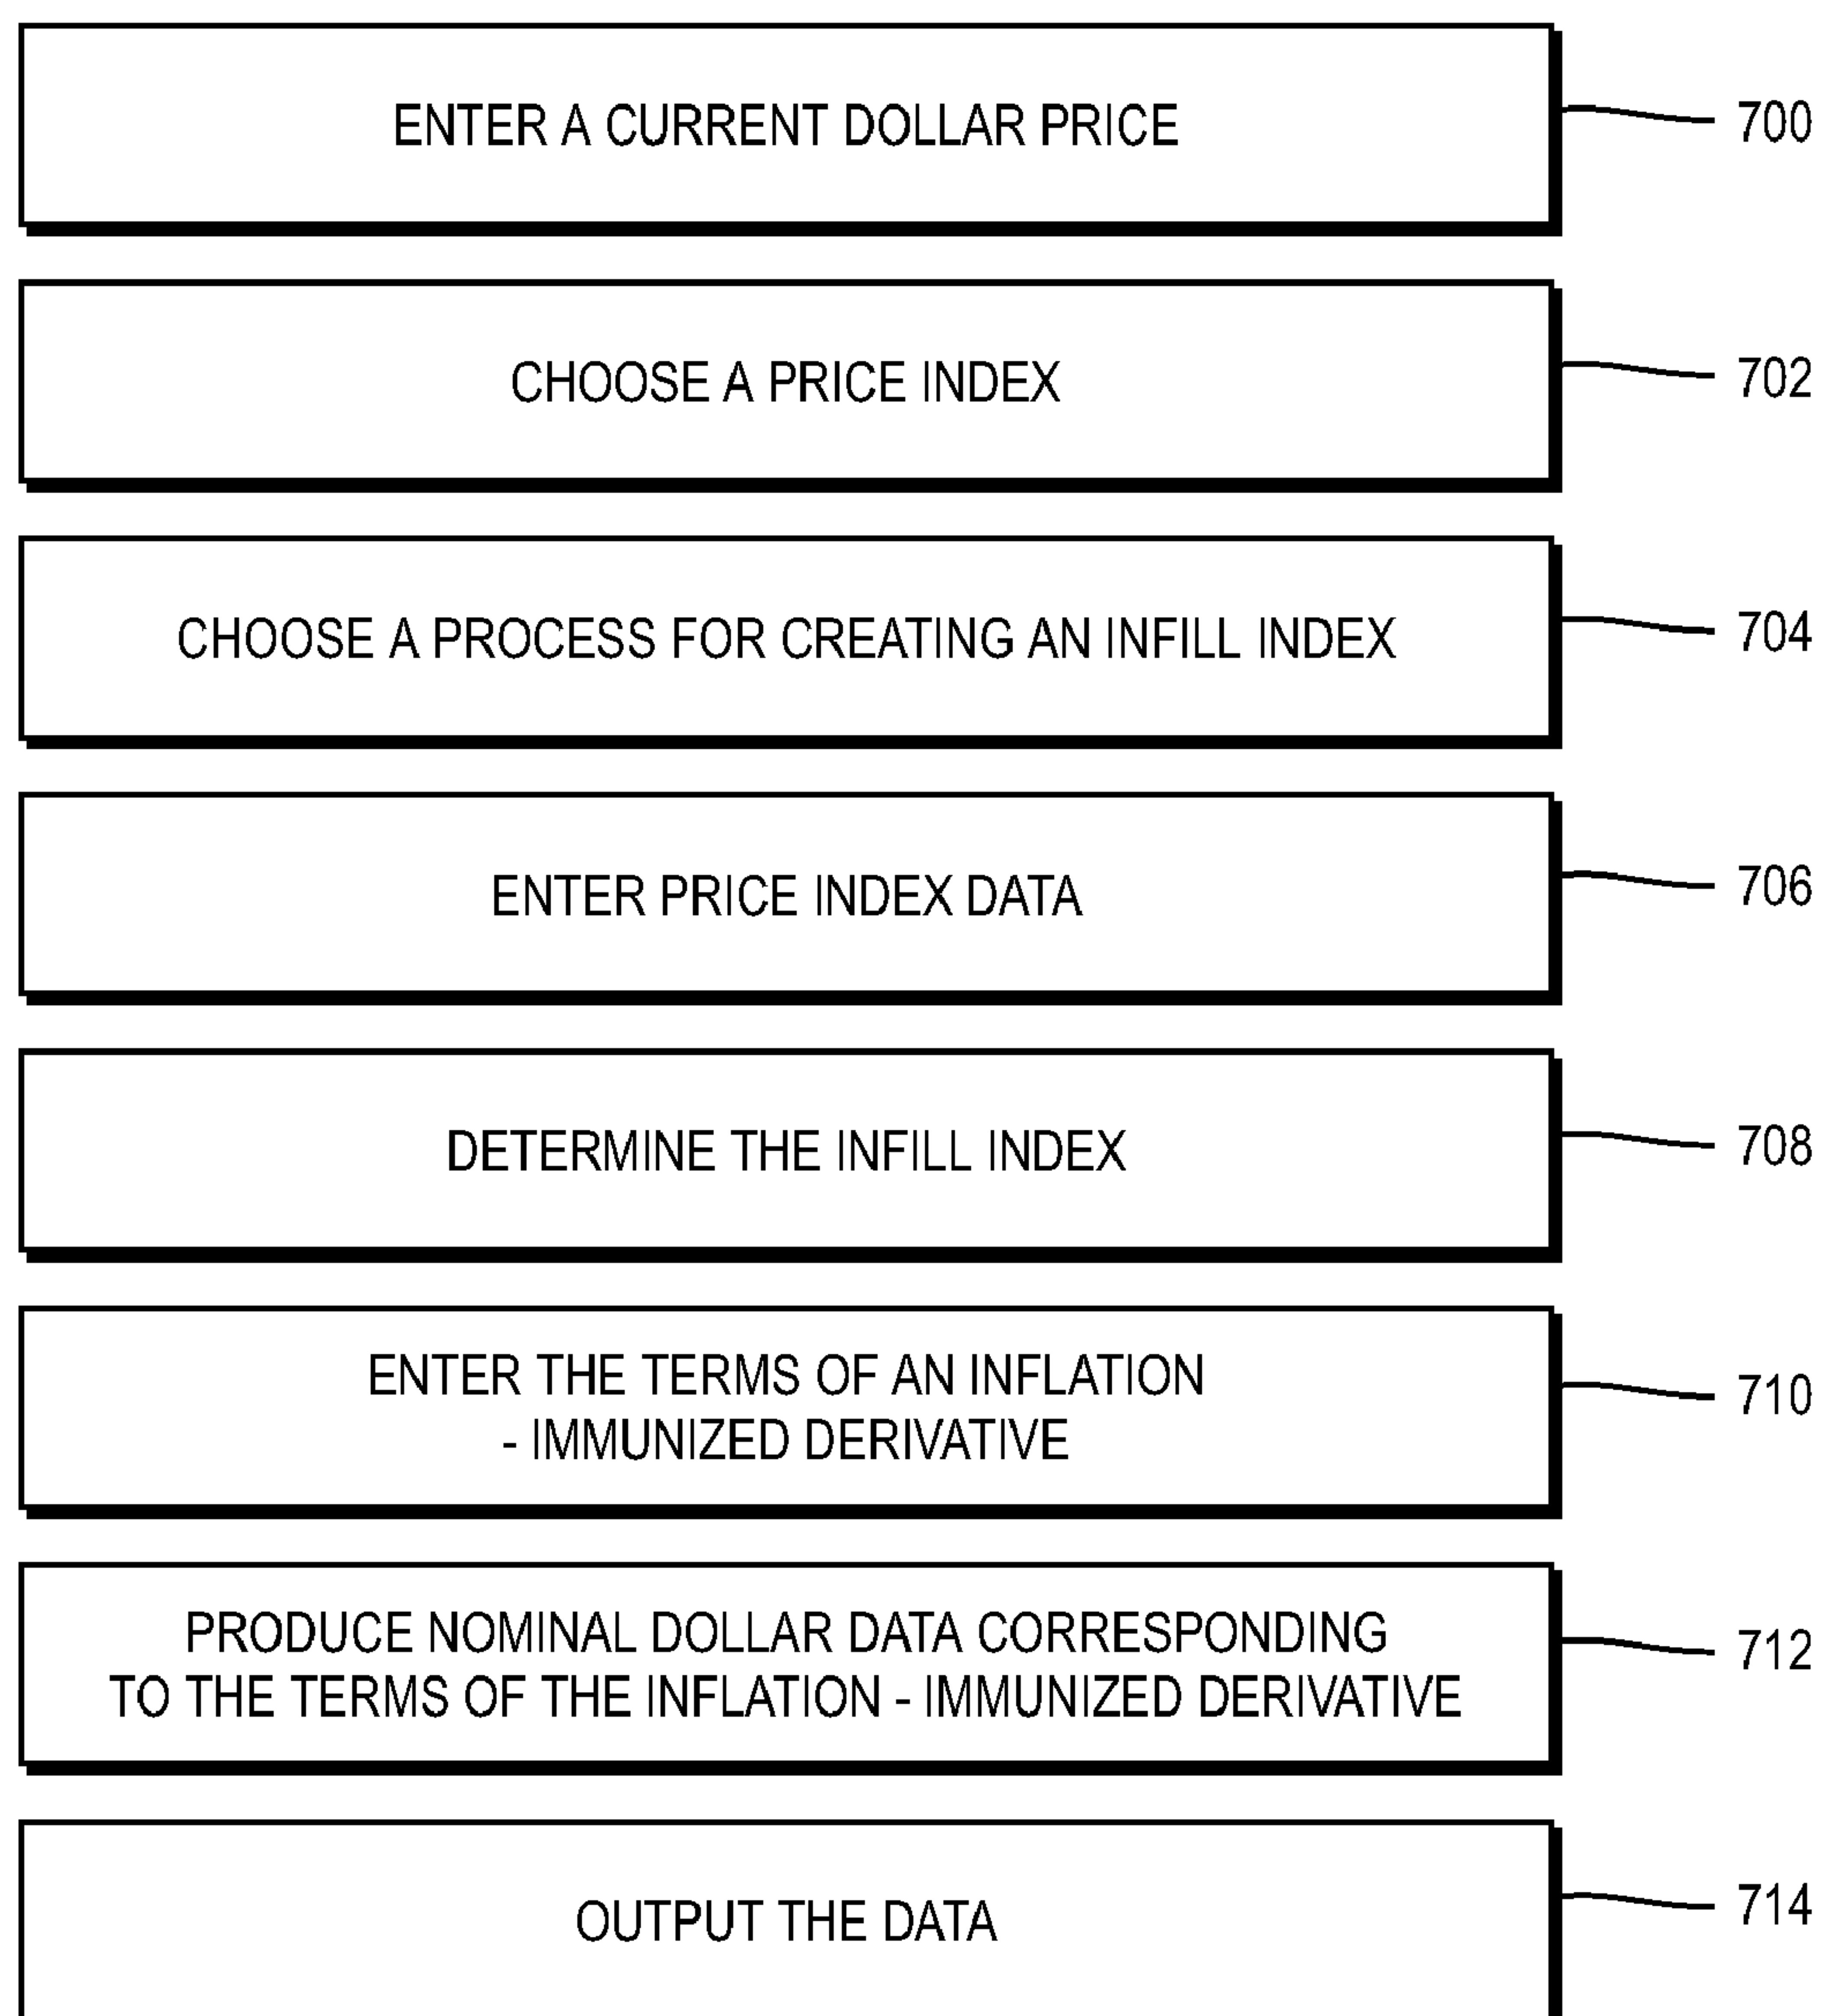 ENTER A CURRENT DOLLAR PRICE
700
CHOOSE A PRICE INDEX
702
CHOOSE A PROCESS FOR CREATING AN INFILL INDEX
704
ENTER PRICE INDEX DATA
706
DETERMINE THE INFILL INDEX
708
ENTER THE TERMS OF AN INFLATION
- IMMUNIZED DERIVATIVE
710
PRODUCE NOMINAL DOLLAR DATA CORRESPONDING
TO THE TERMS OF THE INFLATION - IMMUNIZED DERIVATIVE
712
OUTPUT THE DATA
714